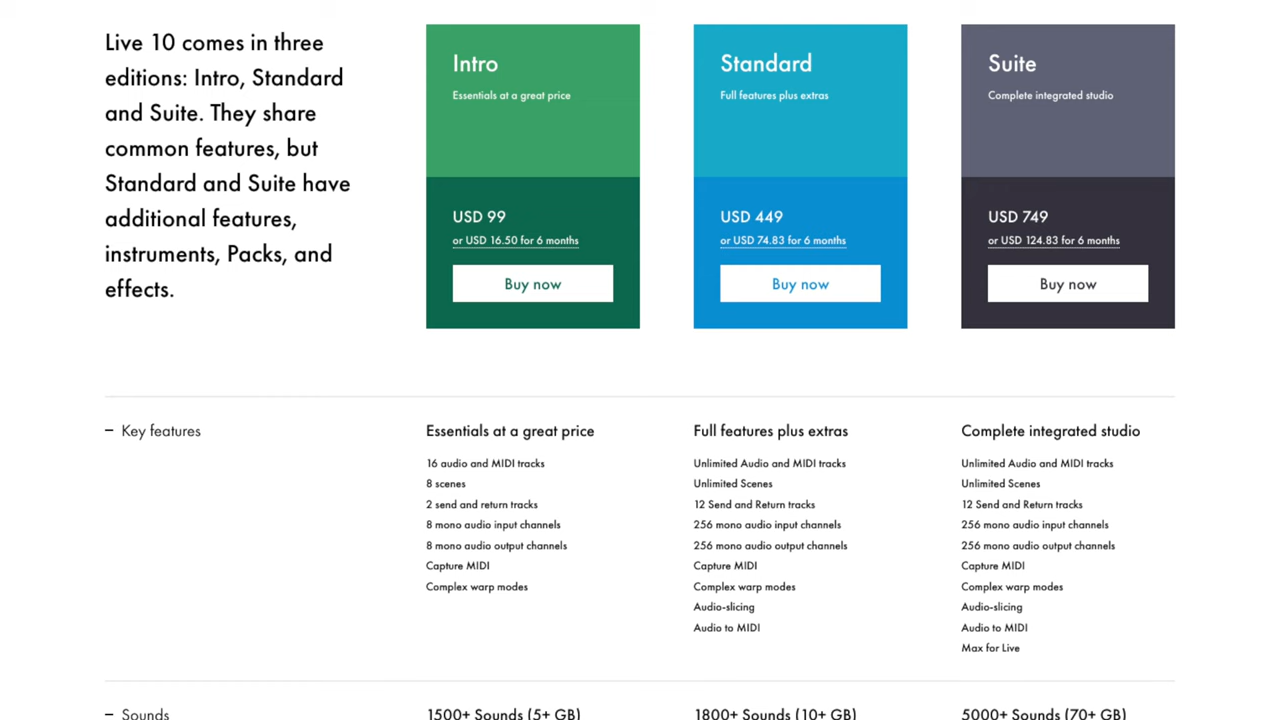 Live 10 comes in three
editions: Intro, Standard
and Suite. They share
common features, but
Standard and Suite have
additional features,
instruments, Packs, and
effects.
Intro
Essentials at a great price
USD 99
or USD 16.50 for 6 months
Buy now
Standard
Full features plus extras
USD 449
or USD 74.83 for 6 months
Buy now
Suite
Complete integrated studio
USD 749
or USD 124.83 for 6 months
Buy now
– Key features
Essentials at a great price
16 audio and MIDI tracks
8 scenes
2 send and return tracks
8 mono audio input channels
8 mono audio output channels
Capture MIDI
Complex warp modes
Full features plus extras
Unlimited Audio and MIDI tracks
Unlimited Scenes
12 Send and Return tracks
256 mono audio input channels
256 mono audio output channels
Capture MIDI
Complex warp modes
Audio-slicing
Audio to MIDI
Complete integrated studio
Unlimited Audio and MIDI tracks
Unlimited Scenes
12 Send and Return tracks
256 mono audio input channels
256 mono audio output channels
Capture MIDI
Complex warp modes
Audio-slicing
Audio to MIDI
Max for Live
– Sounds
1500+ Sounds (5+ GB)
1800+ Sounds (10+ GB)
5000+ Sounds (70+ GB)